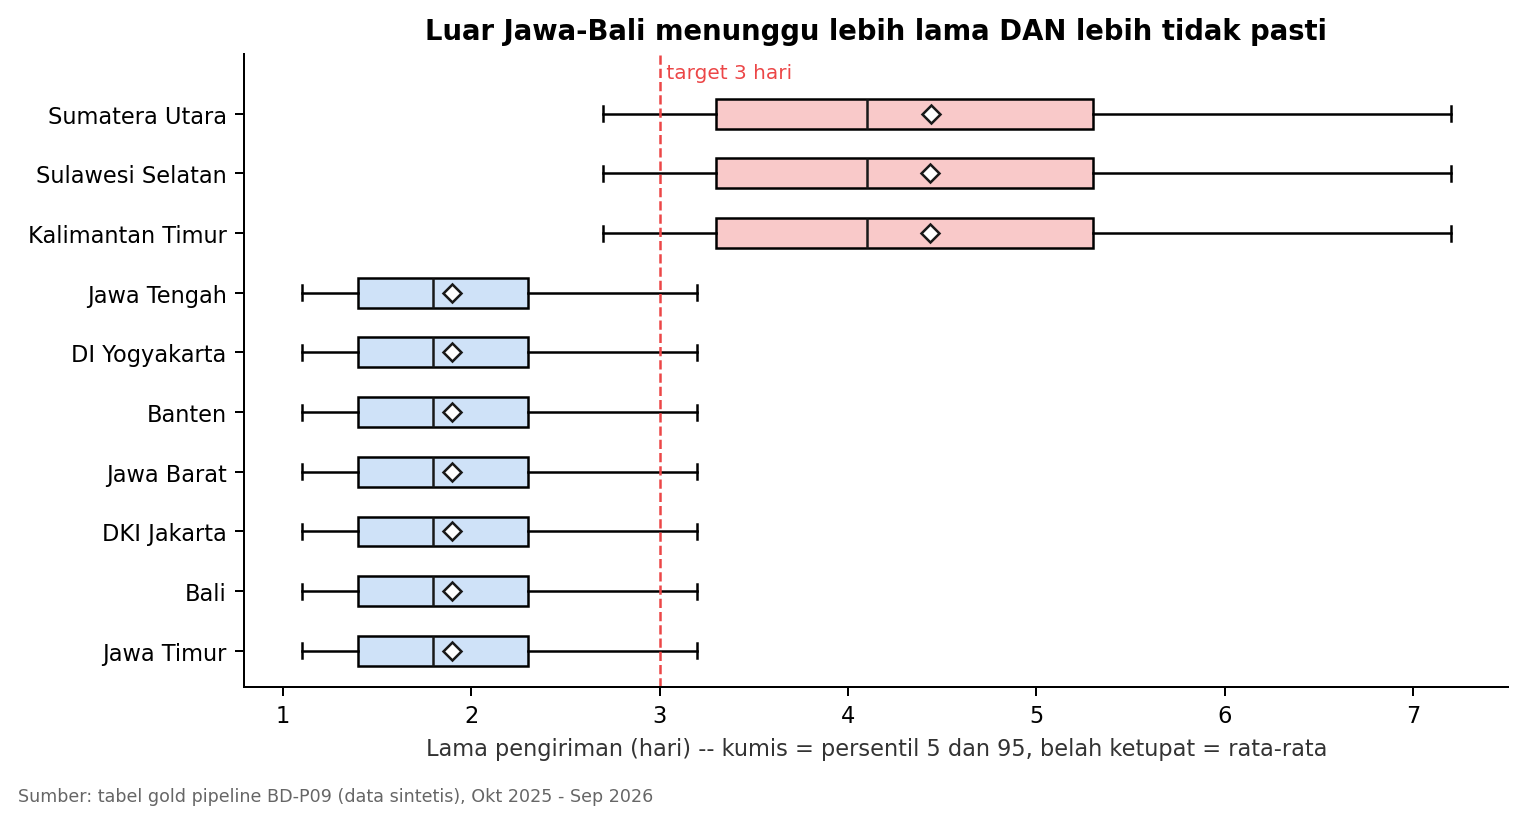 Luar Jawa-Bali menunggu lebih lama DAN lebih tidak pasti
target 3 hari
Sumatera Utara
Sulawesi Selatan
Kalimantan Timur
Jawa Tengah
DI Yogyakarta
Banten
Jawa Barat
DKI Jakarta
Bali
Jawa Timur
1 2 3 4 5 6 7
Lama pengiriman (hari) -- kumis = persentil 5 dan 95, belah ketupat = rata-rata
Sumber: tabel gold pipeline BD-P09 (data sintetis), Okt 2025 - Sep 2026